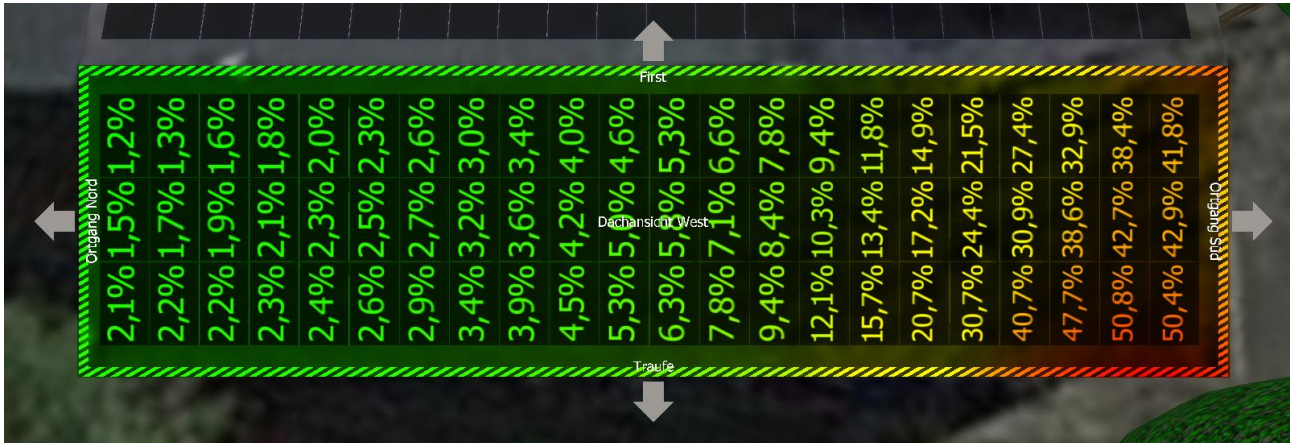 First
1,2% 1,3% 1,6% 1,8% 2,0% 2,3% 2,6% 3,0% 3,4% 4,0% 4,6% 5,3% 6,6% 7,8% 9,4% 11,8% 14,9% 21,5% 27,4% 32,9% 38,4% 41,8%
Ortgang Nord
1,5% 1,7% 1,9% 2,1% 2,3% 2,5% 2,7% 3,2% 3,6% 4,2% 7,1% 8,4% 10,3% 13,4% 17,2% 24,4% 30,9% 38,6% 42,7% 42,9%
Dachansicht West
Ortgang Süd
2,1% 2,2% 2,2% 2,3% 2,4% 2,6% 2,9% 3,4% 3,9% 4,5% 5,3% 6,3% 7,8% 9,4% 12,1% 15,7% 20,7% 30,7% 40,7% 47,7% 50,8% 50,4%
Traufe